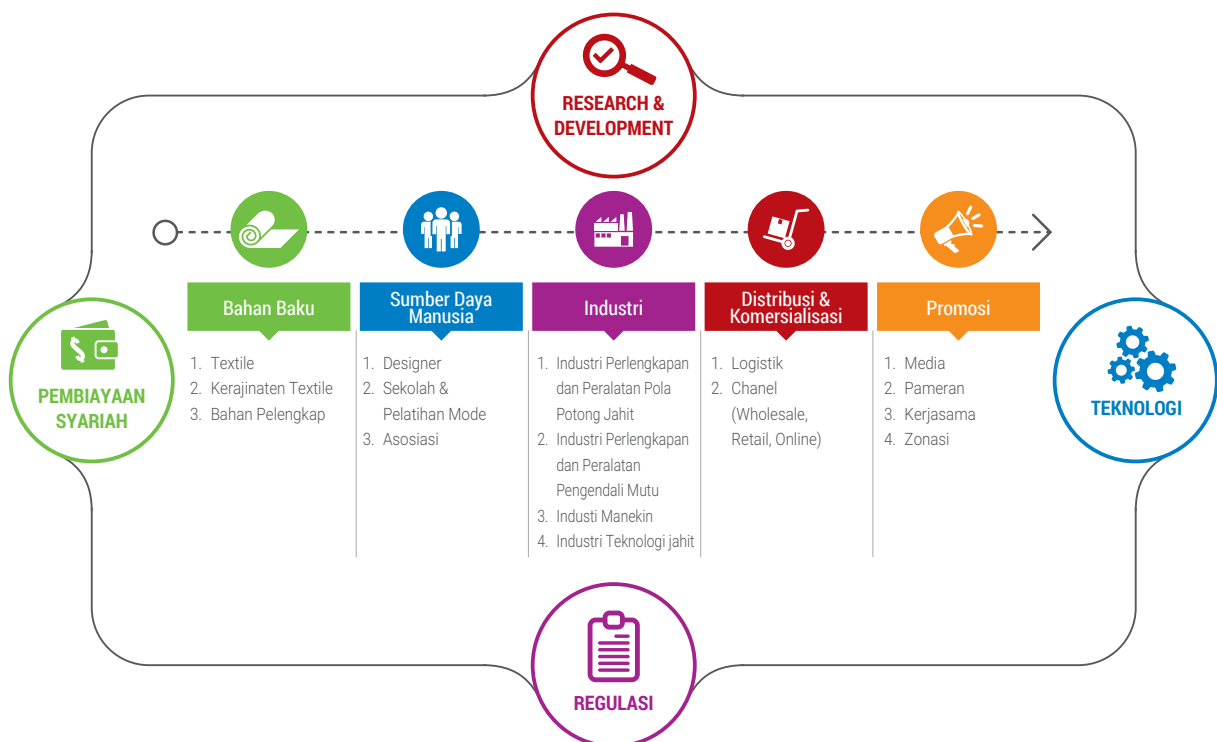 RESEARCH &
DEVELOPMENT
PEMBIAYAAN
SYARIAH
Bahan Baku
1. Textile
2. Kerajinaten Textile
3. Bahan Pelengkap
Sumber Daya
Manusia
1. Designer
2. Sekolah &
Pelatihan Mode
3. Asosiasi
Industri
1. Industri Perlengkapan
dan Peralatan Pola
Potong Jahit
2. Industri Perlengkapan
dan Peralatan
Pengendali Mutu
3. Industi Manekin
4. Industri Teknologi jahit
Distribusi &
Komersialisasi
1. Logistik
2. Chanel
(Wholesale,
Retail, Online)
Promosi
1. Media
2. Pameran
3. Kerjasama
4. Zonasi
TEKNOLOGI
REGULASI